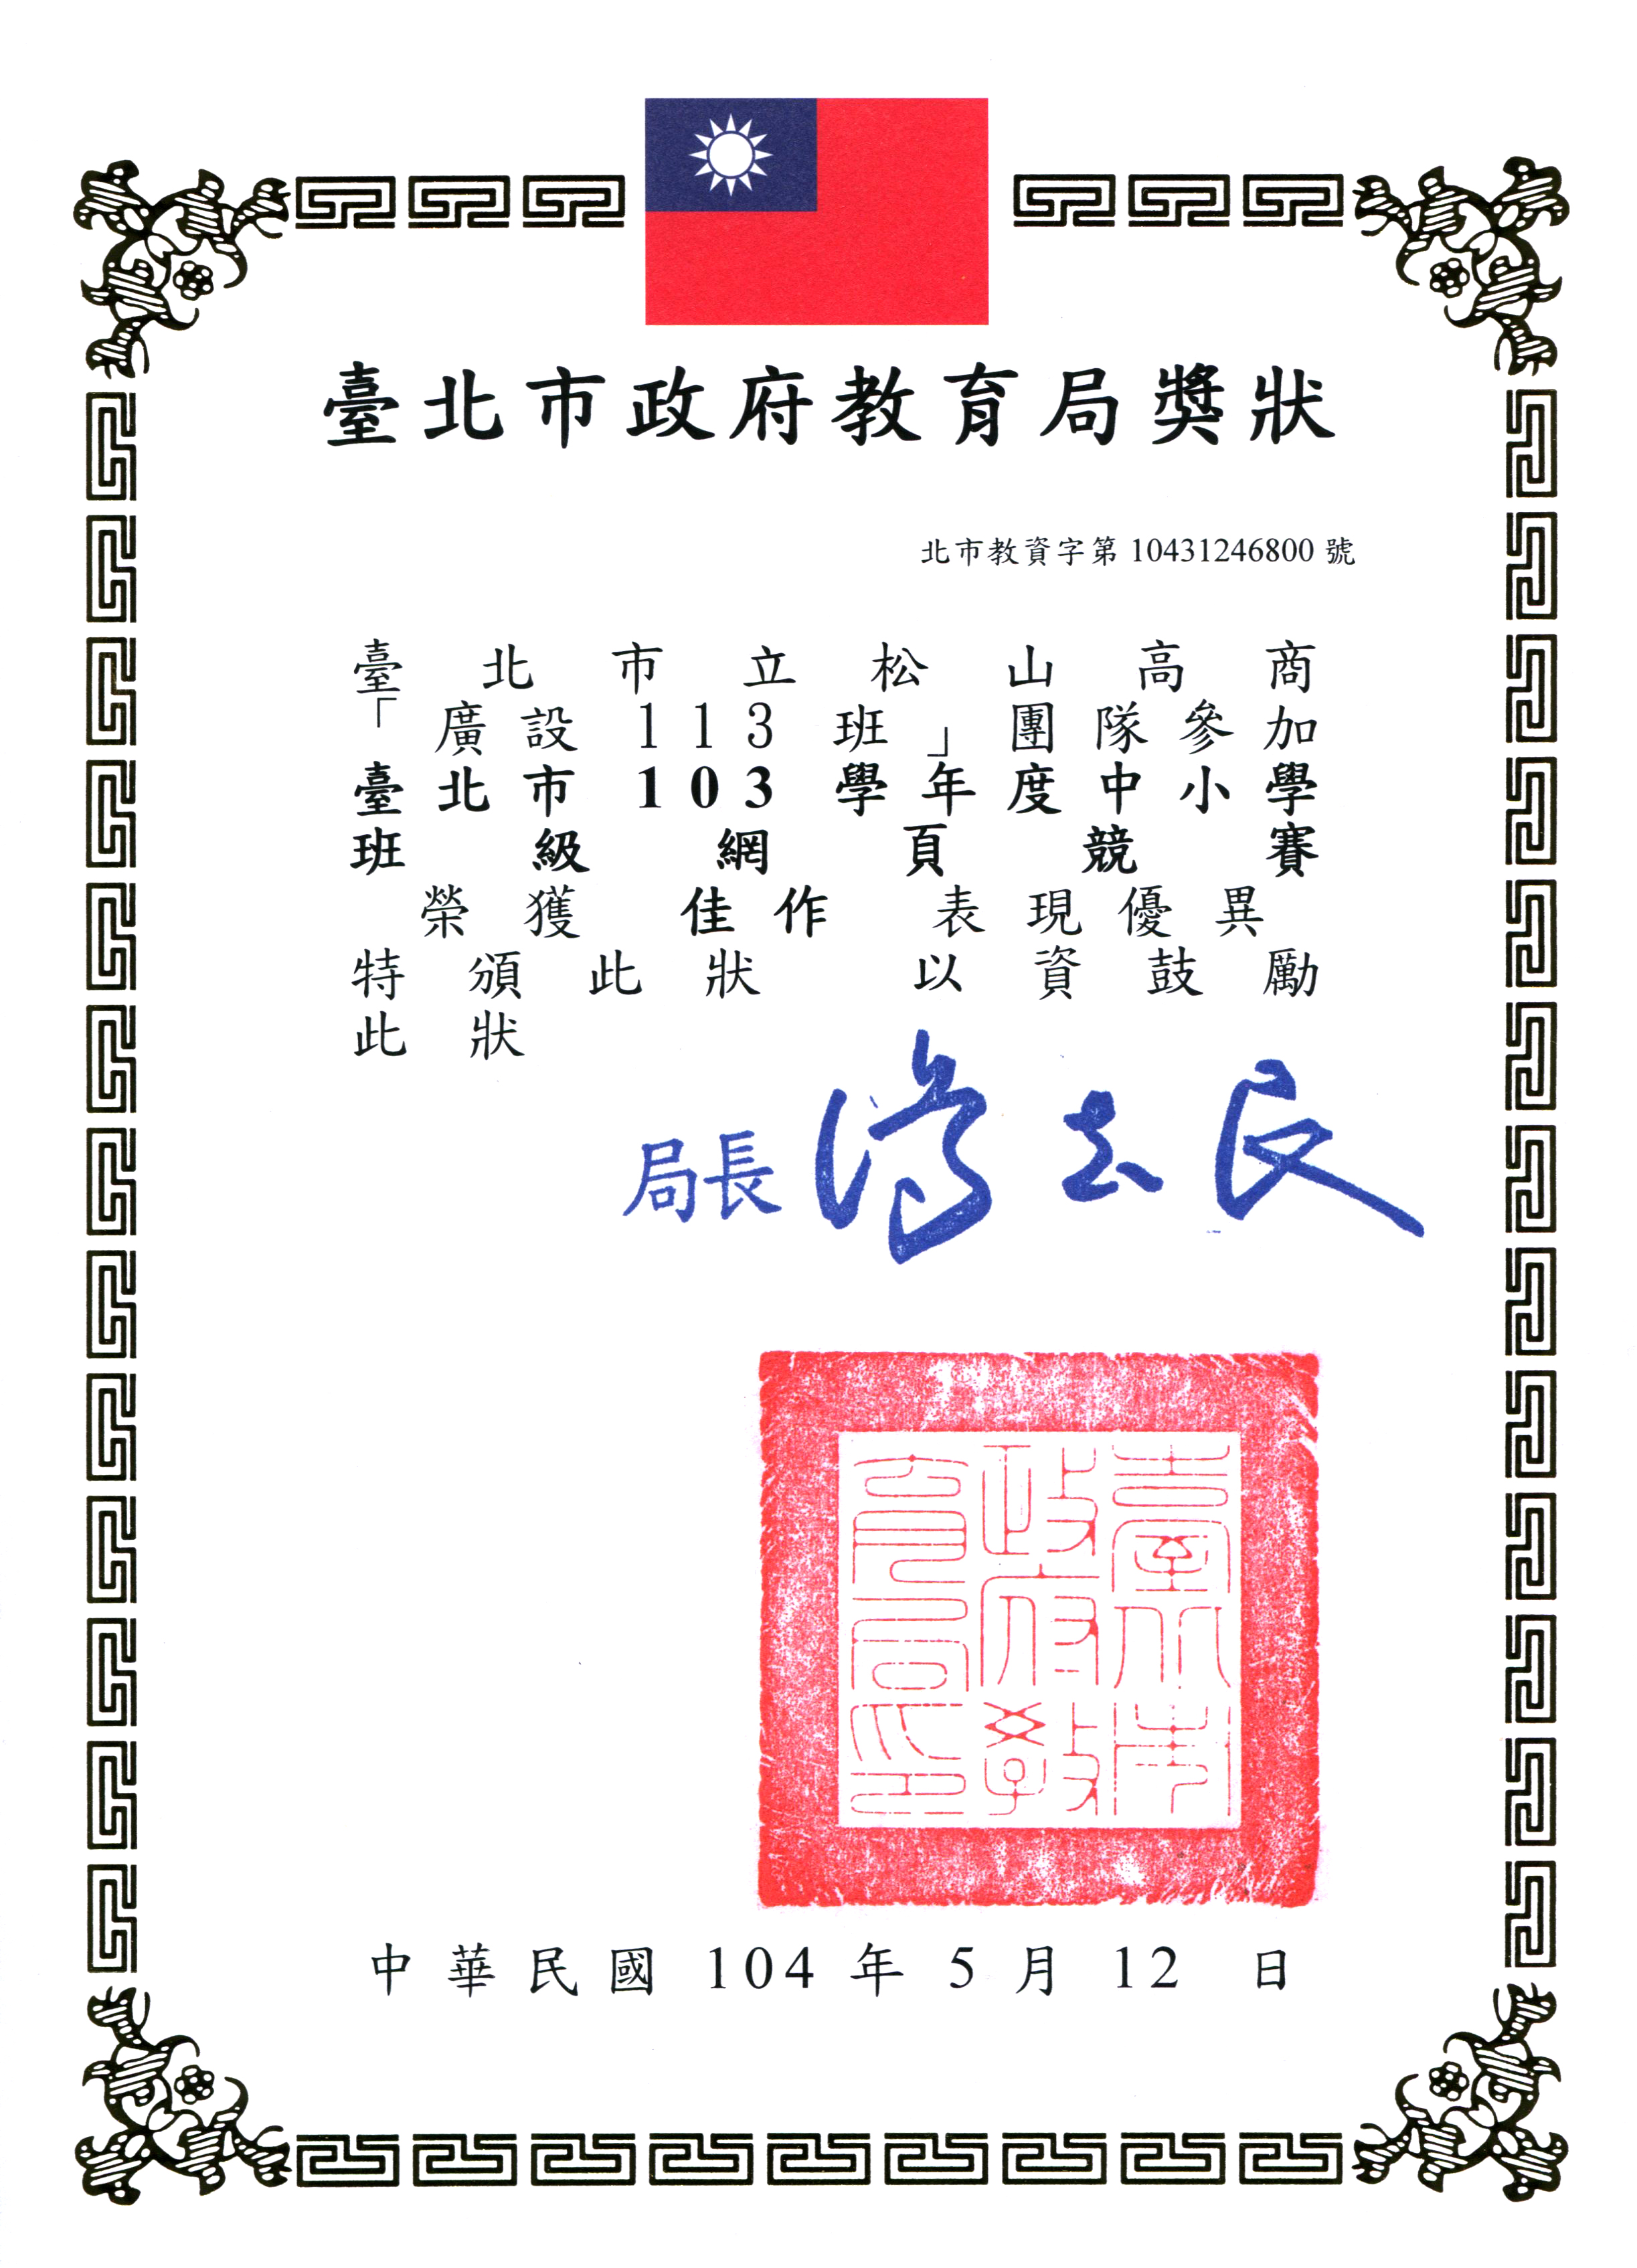 臺北市政府教育局獎狀
北市教資字第 10431246800 號
臺北市立松山高商
「廣設 113 班」團隊參加
臺北市 103 學年度中小學
班級網頁競賽
榮獲 佳作 表現優異
特頒此狀 以資鼓勵
此狀
局長 湯志民
臺北市
政府教
育局印
中華民國 104 年 5 月 12 日